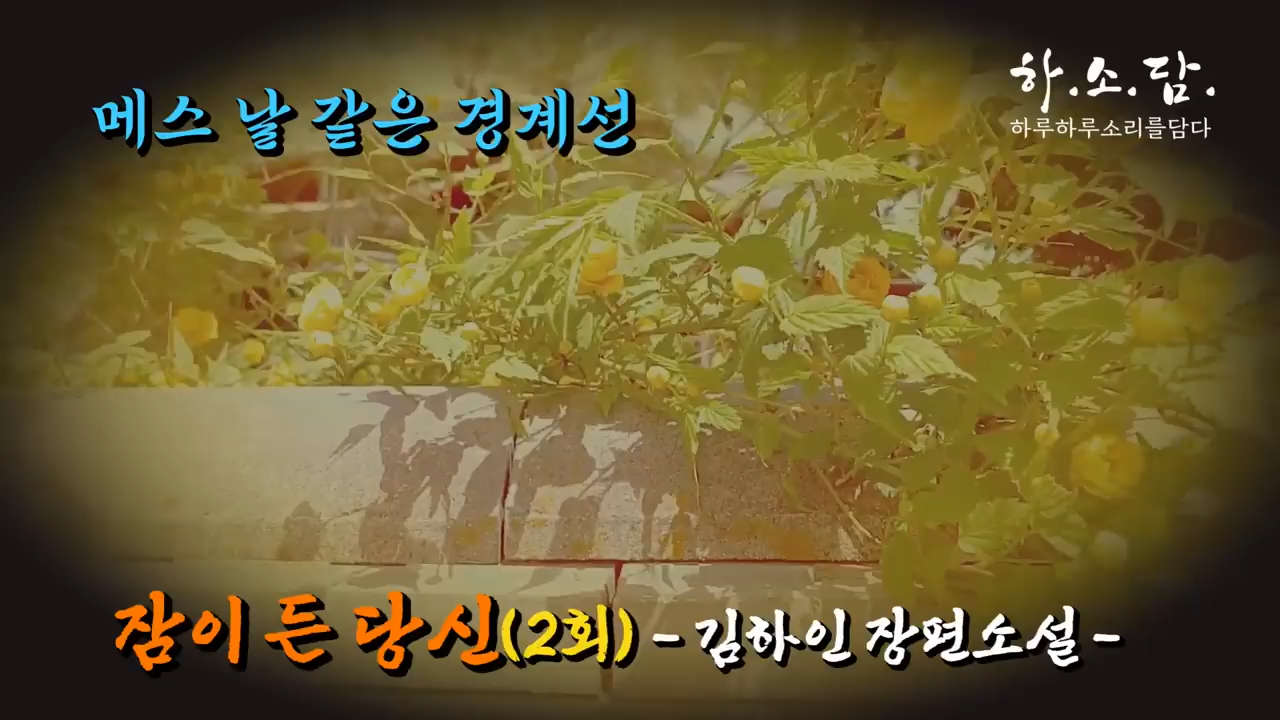 하.소.담.
하루하루소리를담다
메스 날 같은 경계선
잠이 든 당신(2회) - 김하인 장편소설 -